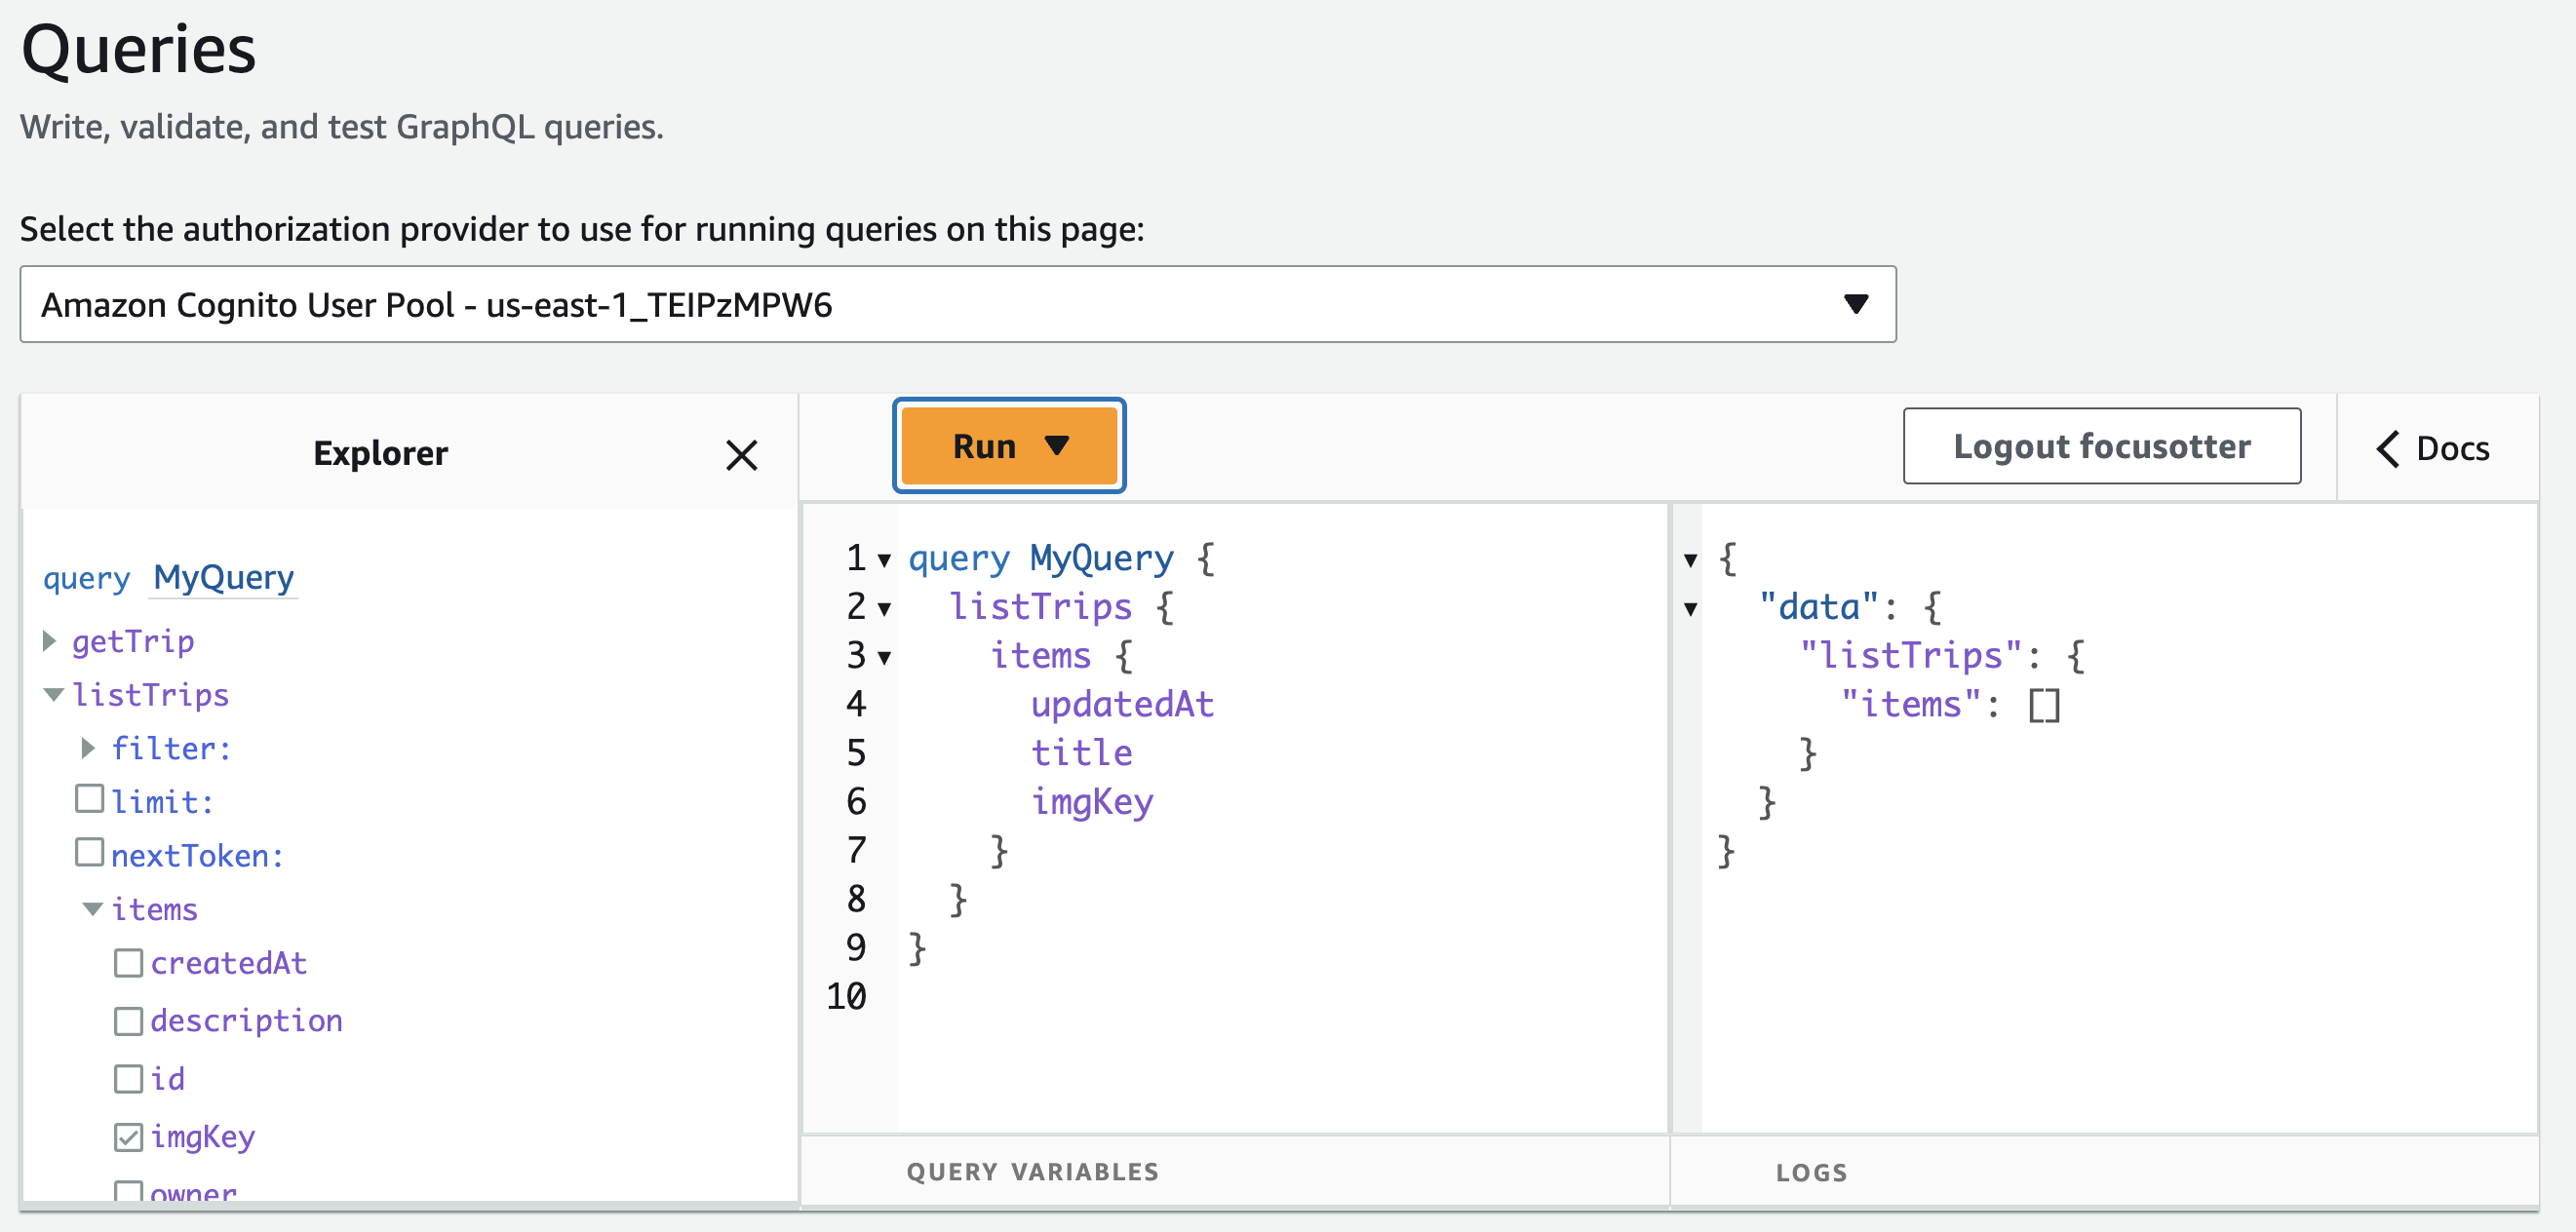 Queries
Write, validate, and test GraphQL queries.
Select the authorization provider to use for running queries on this page:
Amazon Cognito User Pool - us-east-1_TEIPzMPW6
Explorer
Run
Logout focusotter
Docs
query MyQuery
getTrip
listTrips
filter:
limit:
nextToken:
items
createdAt
description
id
imgKey
owner
1 query MyQuery {
2 listTrips {
3 items {
4 updatedAt
5 title
6 imgKey
7 }
8 }
9 }
10
{
"data": {
"listTrips": {
"items": []
}
}
}
QUERY VARIABLES
LOGS